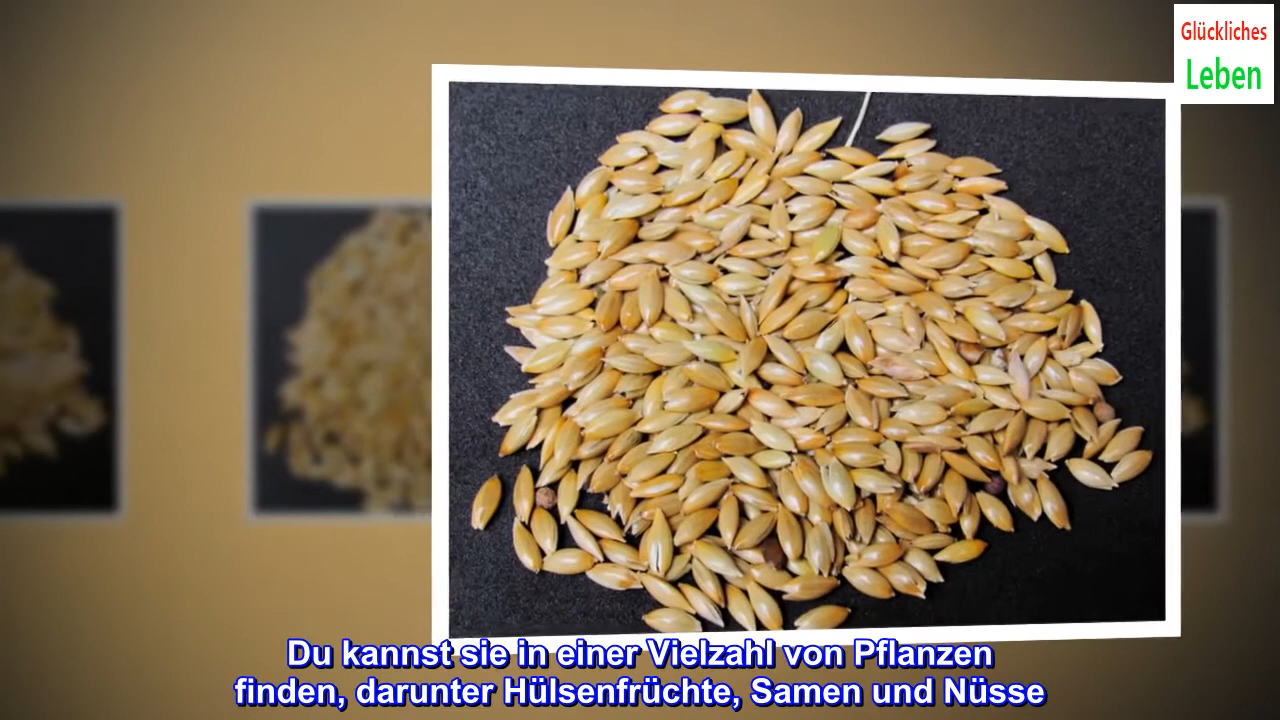 Glückliches
Leben
Du kannst sie in einer Vielzahl von Pflanzen
finden, darunter Hülsenfrüchte, Samen und Nüsse